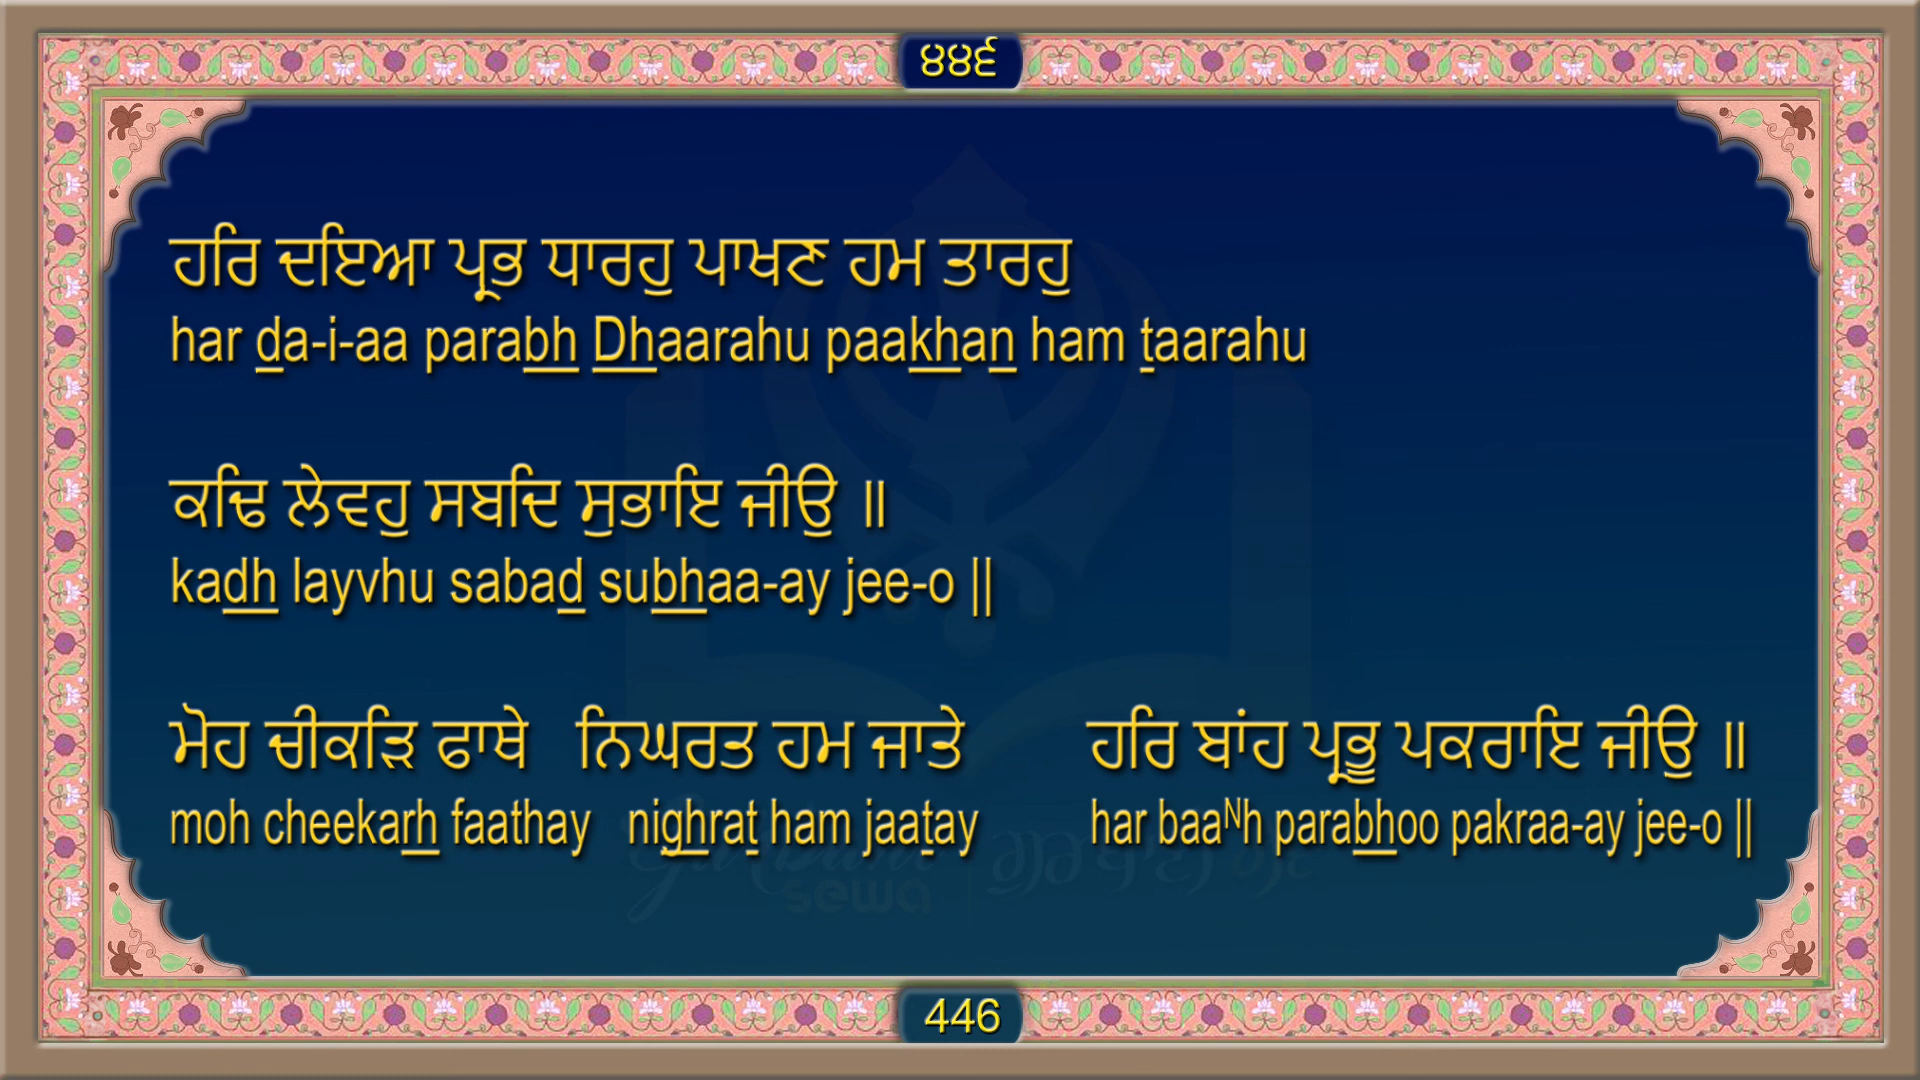 ੪੪੬
ਹਰਿ ਦਇਆ ਪ੍ਰਭ ਧਾਰਹੁ ਪਾਖਣ ਹਮ ਤਾਰਹੁ
har da-i-aa parabh Dhaarahu paakhan ham taarahu
ਕਢਿ ਲੇਵਹੁ ਸਬਦਿ ਸੁਭਾਇ ਜੀਉ ॥
kadh layvhu sabad subhaa-ay jee-o ||
ਮੋਹ ਚੀਕੜਿ ਫਾਥੇ ਨਿਘਰਤ ਹਮ ਜਾਤੇ ਹਰਿ ਬਾਂਹ ਪ੍ਰਭੂ ਪਕਰਾਇ ਜੀਉ ॥
moh cheekarh faathay nighrat ham jaatay har baaᴺh parabhoo pakraa-ay jee-o ||
sewa
446